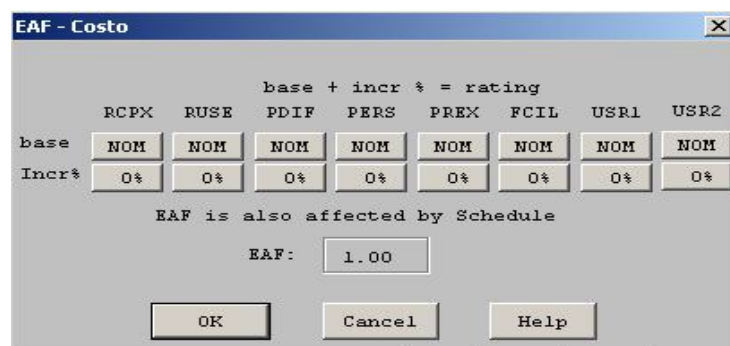 EAF - Costo
base + incr % = rating
RCPX RUSE PDIF PERS PREX FCIL USR1 USR2
base NOM NOM NOM NOM NOM NOM NOM NOM
Incr% 0% 0% 0% 0% 0% 0% 0% 0%
EAF is also affected by Schedule
EAF: 1.00
OK Cancel Help